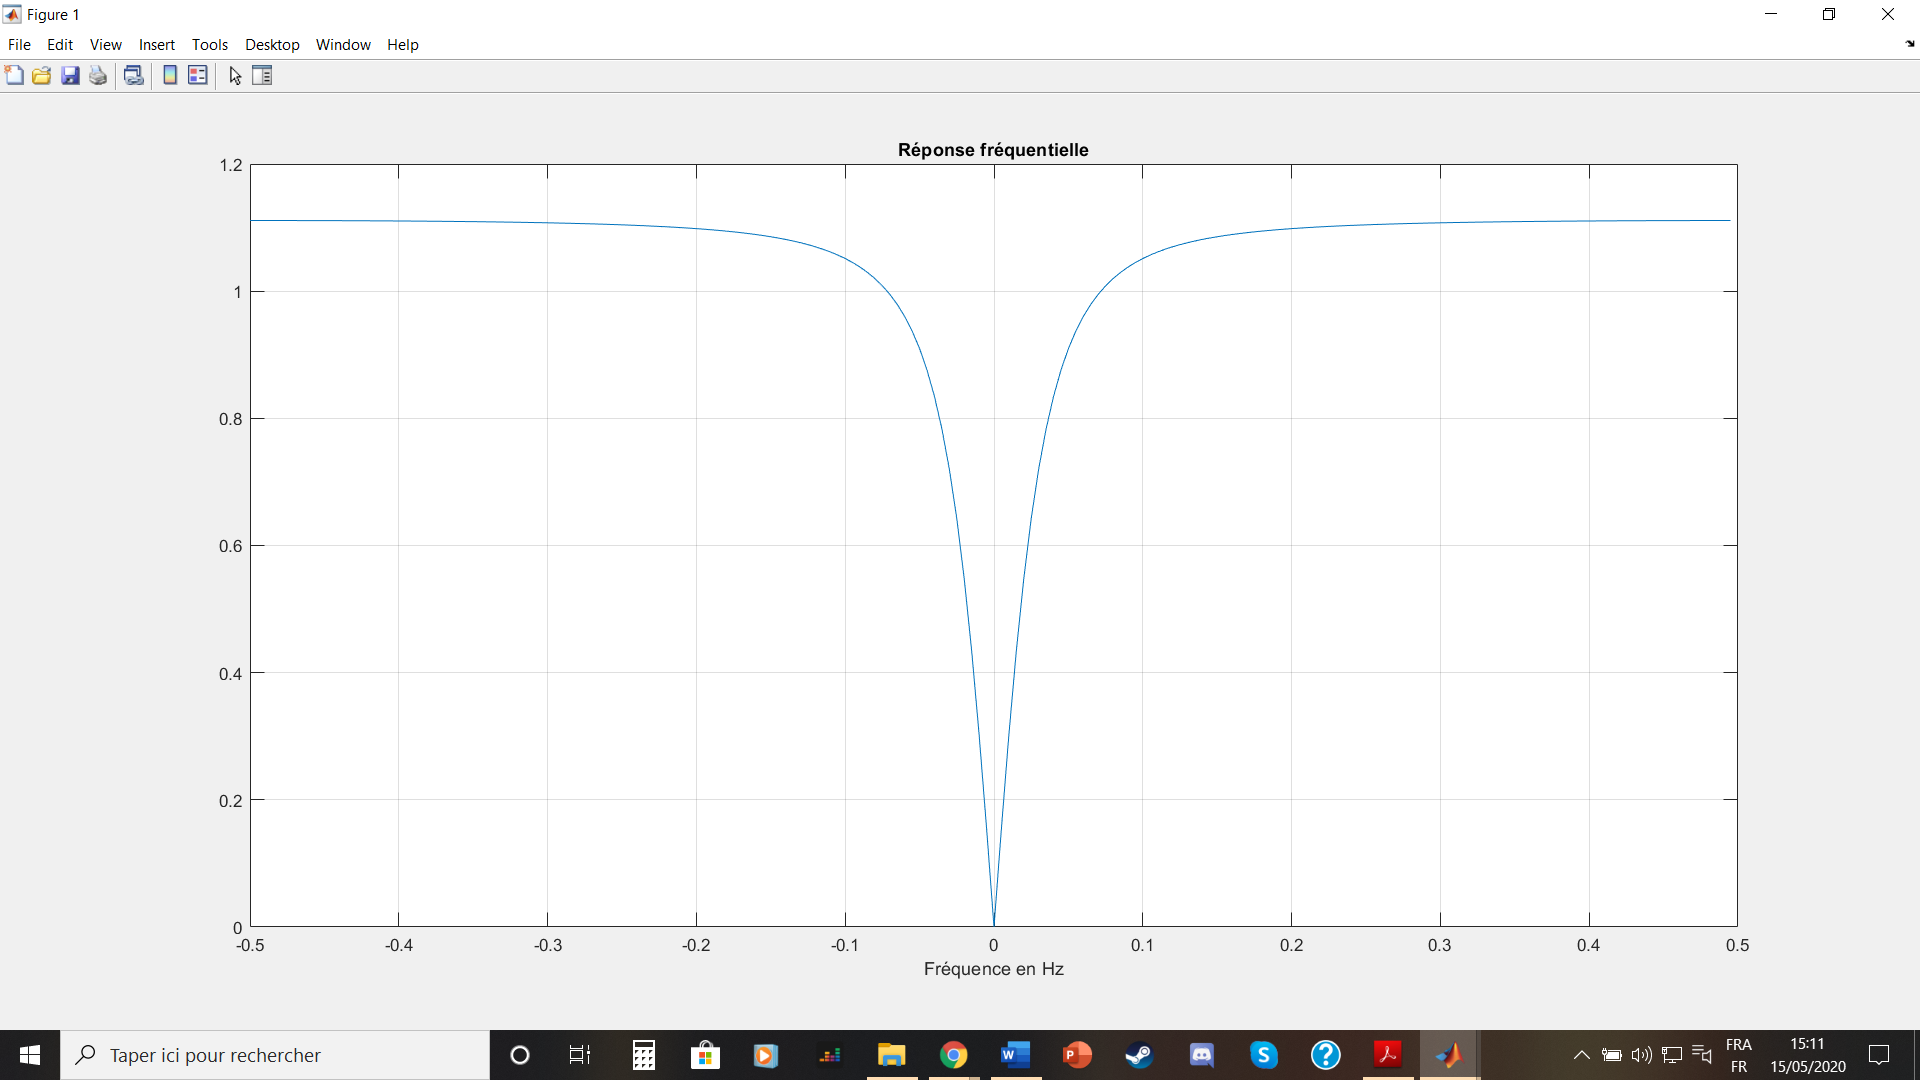 Figure 1
File Edit View Insert Tools Desktop Window Help
Réponse fréquentielle
1.2
1
0.8
0.6
0.4
0.2
0
-0.5 -0.4 -0.3 -0.2 -0.1 0 0.1 0.2 0.3 0.4 0.5
Fréquence en Hz
Taper ici pour rechercher
FRA
FR
15:11
15/05/2020